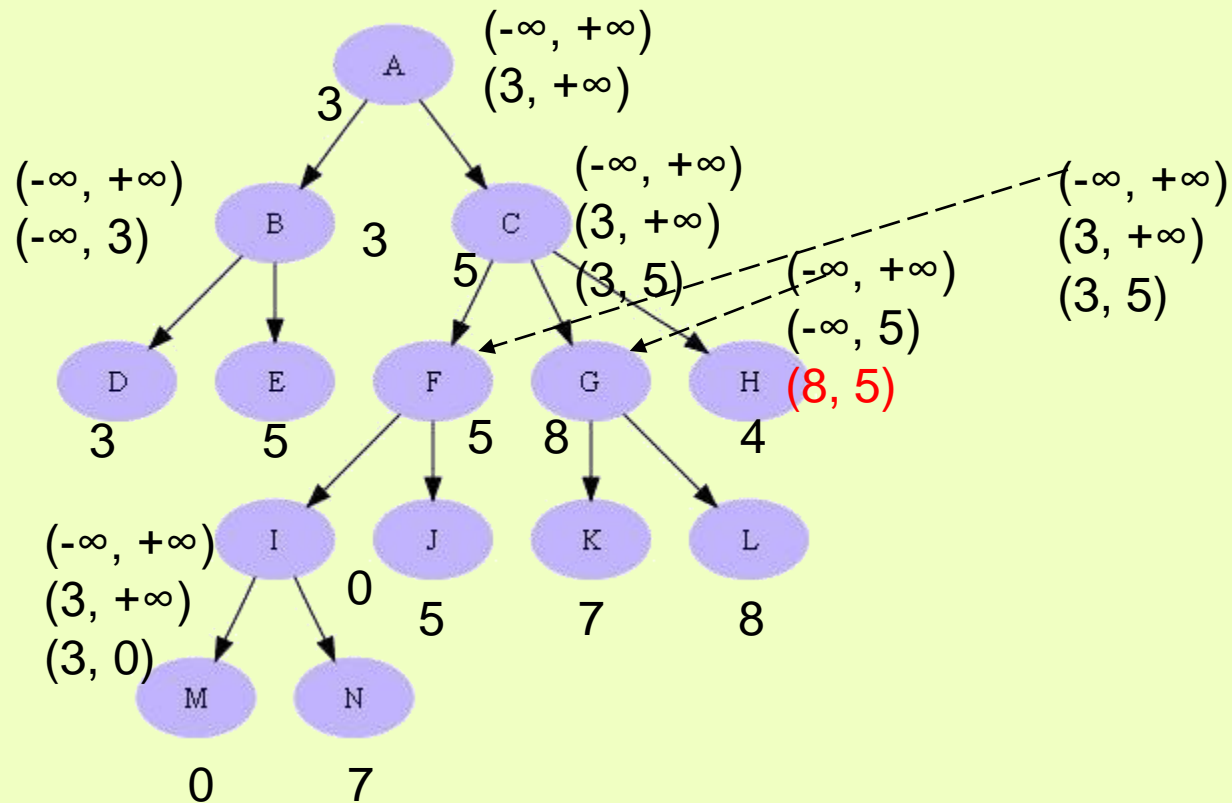 (-∞, +∞)
A
(3, +∞)
3
(-∞, +∞)
(-∞, +∞)
(-∞, +∞)
(-∞, 3)
B
3
C
(3, +∞)
(3, +∞)
5
(3, 5)
(-∞, +∞)
(3, 5)
(-∞, 5)
D
E
F
G
H
(8, 5)
3
5
5
8
4
(-∞, +∞)
I
J
K
L
(3, +∞)
0
5
7
8
(3, 0)
M
N
0
7